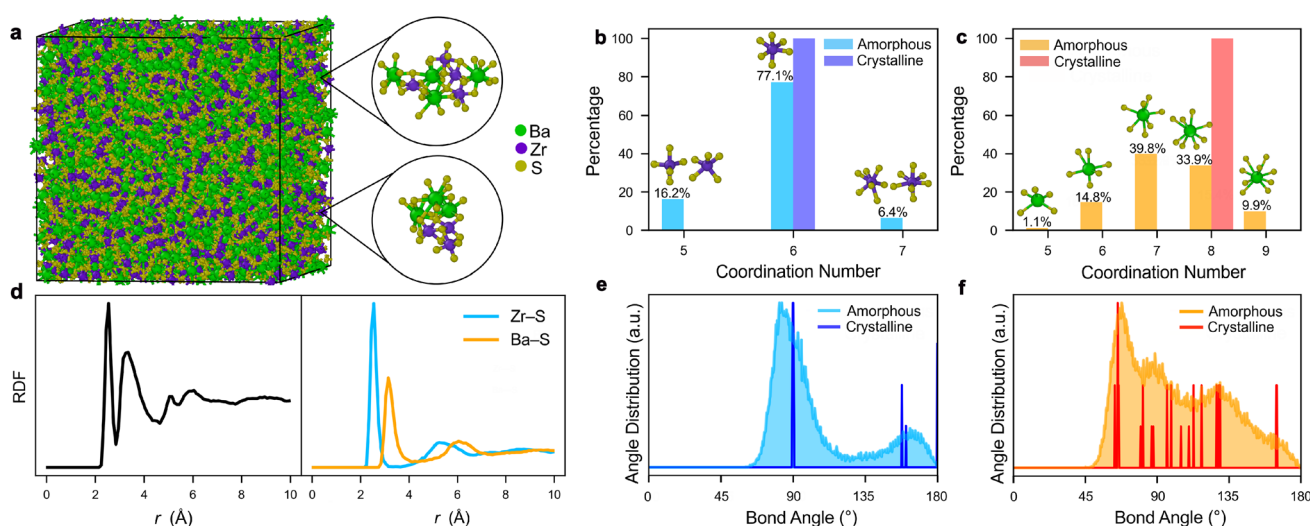 a
Ba
Zr
S
b
Amorphous
Crystalline
100
80
60
40
20
0
Percentage
16.2%
77.1%
6.4%
5 6 7
Coordination Number
c
Amorphous
Crystalline
100
80
60
40
20
0
Percentage
1.1%
14.8%
39.8%
33.9%
9.9%
5 6 7 8 9
Coordination Number
d
RDF
Zr–S
Ba–S
0 2 4 6 8 10
r (Å)
0 2 4 6 8 10
r (Å)
e
Amorphous
Crystalline
Angle Distribution (a.u.)
0 45 90 135 180
Bond Angle (°)
f
Amorphous
Crystalline
Angle Distribution (a.u.)
0 45 90 135 180
Bond Angle (°)